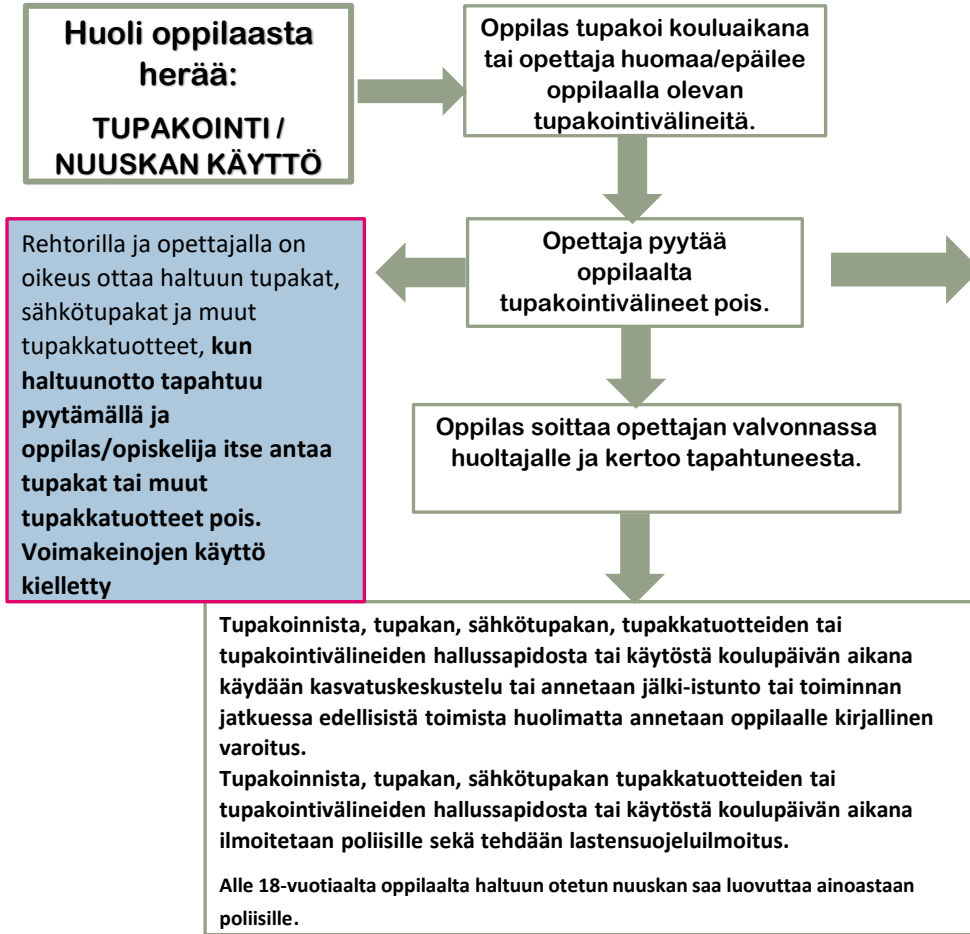 Huoli oppilaasta
herää:
TUPAKOINTI /
NUUSKAN KÄYTTÖ
Oppilas tupakoi kouluaikana
tai opettaja huomaa/epäilee
oppilaalla olevan
tupakointivälineitä.
Opettaja pyytää
oppilaalta
tupakointivälineet pois.
Rehtorilla ja opettajalla on
oikeus ottaa haltuun tupakat,
sähkötupakat ja muut
tupakkatuotteet, kun
haltuunotto tapahtuu
pyytämällä ja
oppilas/opiskelija itse antaa
tupakat tai muut
tupakkatuotteet pois.
Voimakeinojen käyttö
kielletty
Oppilas soittaa opettajan valvonnassa
huoltajalle ja kertoo tapahtuneesta.
Tupakoinnista, tupakan, sähkötupakan, tupakkatuotteiden tai
tupakointivälineiden hallussapidosta tai käytöstä koulupäivän aikana
käydään kasvatuskeskustelu tai annetaan jälki-istunto tai toiminnan
jatkuessa edellisistä toimista huolimatta annetaan oppilaalle kirjallinen
varoitus.
Tupakoinnista, tupakan, sähkötupakan tupakkatuotteiden tai
tupakointivälineiden hallussapidosta tai käytöstä koulupäivän aikana
ilmoitetaan poliisille sekä tehdään lastensuojeluilmoitus.
Alle 18-vuotiaalta oppilaalta haltuun otetun nuuskan saa luovuttaa ainoastaan
poliisille.